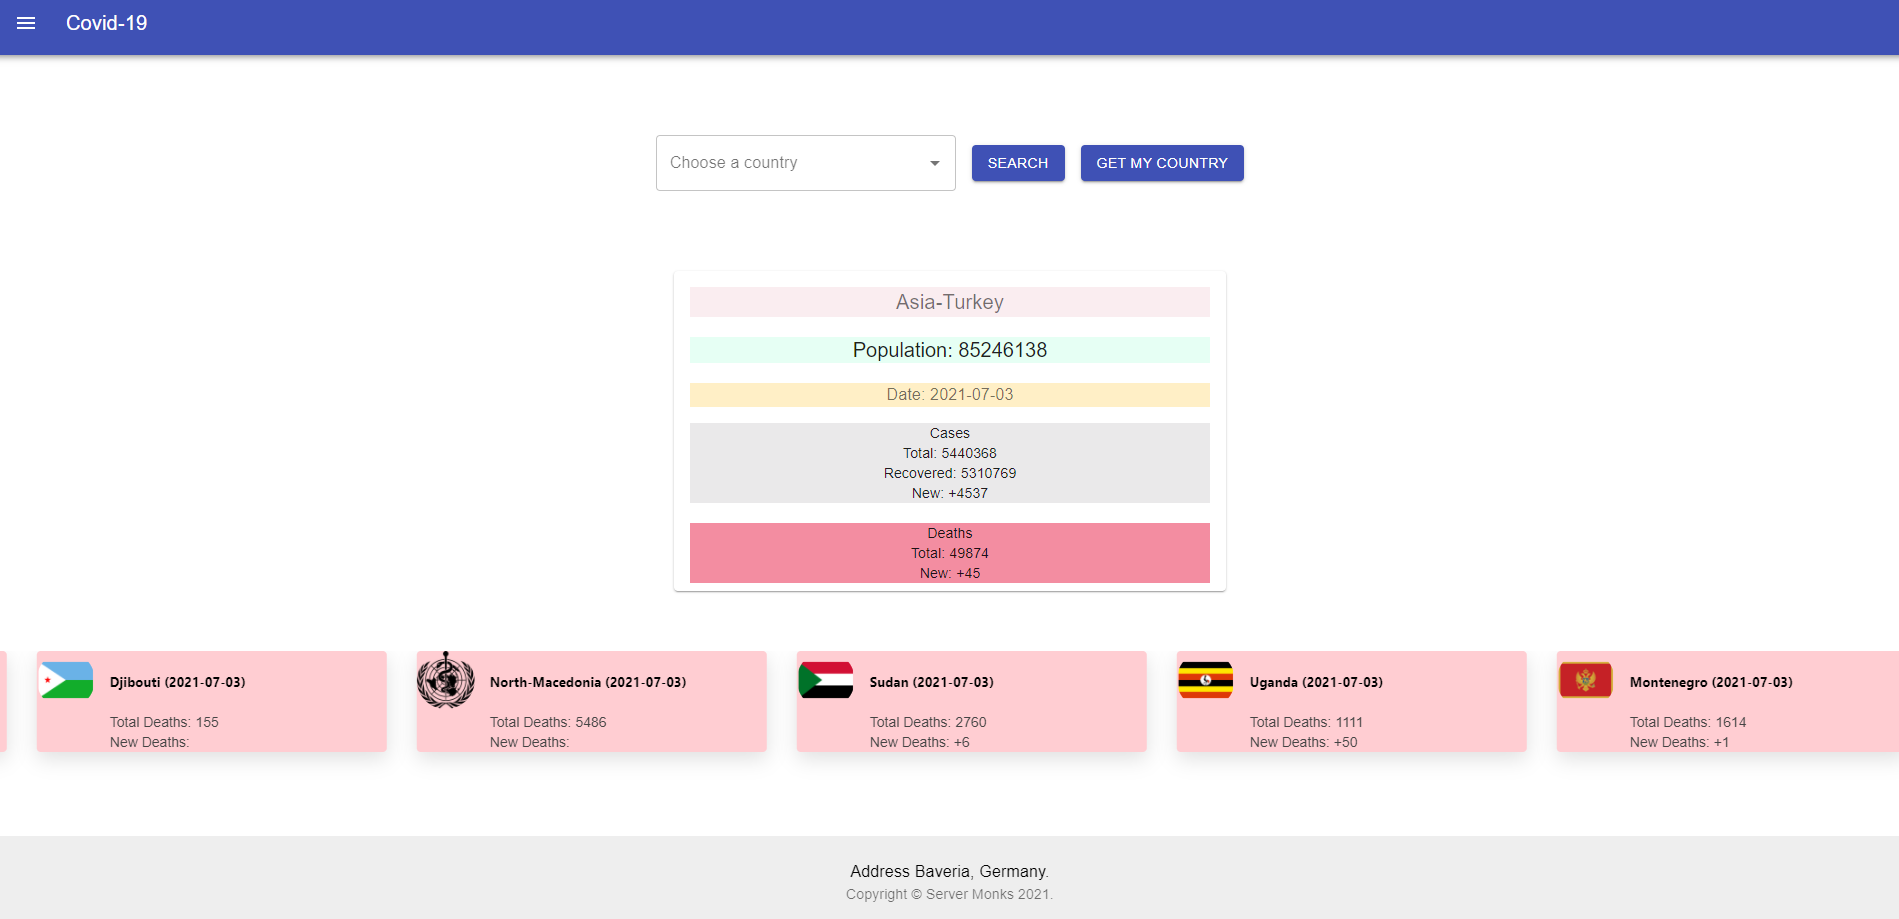 Covid-19
Choose a country
SEARCH
GET MY COUNTRY
Asia-Turkey
Population: 85246138
Date: 2021-07-03
Cases
Total: 5440368
Recovered: 5310769
New: +4537
Deaths
Total: 49874
New: +45
Djibouti (2021-07-03)
Total Deaths: 155
New Deaths:
North-Macedonia (2021-07-03)
Total Deaths: 5486
New Deaths:
Sudan (2021-07-03)
Total Deaths: 2760
New Deaths: +6
Uganda (2021-07-03)
Total Deaths: 1111
New Deaths: +50
Montenegro (2021-07-03)
Total Deaths: 1614
New Deaths: +1
Address Baveria, Germany.
Copyright © Server Monks 2021.